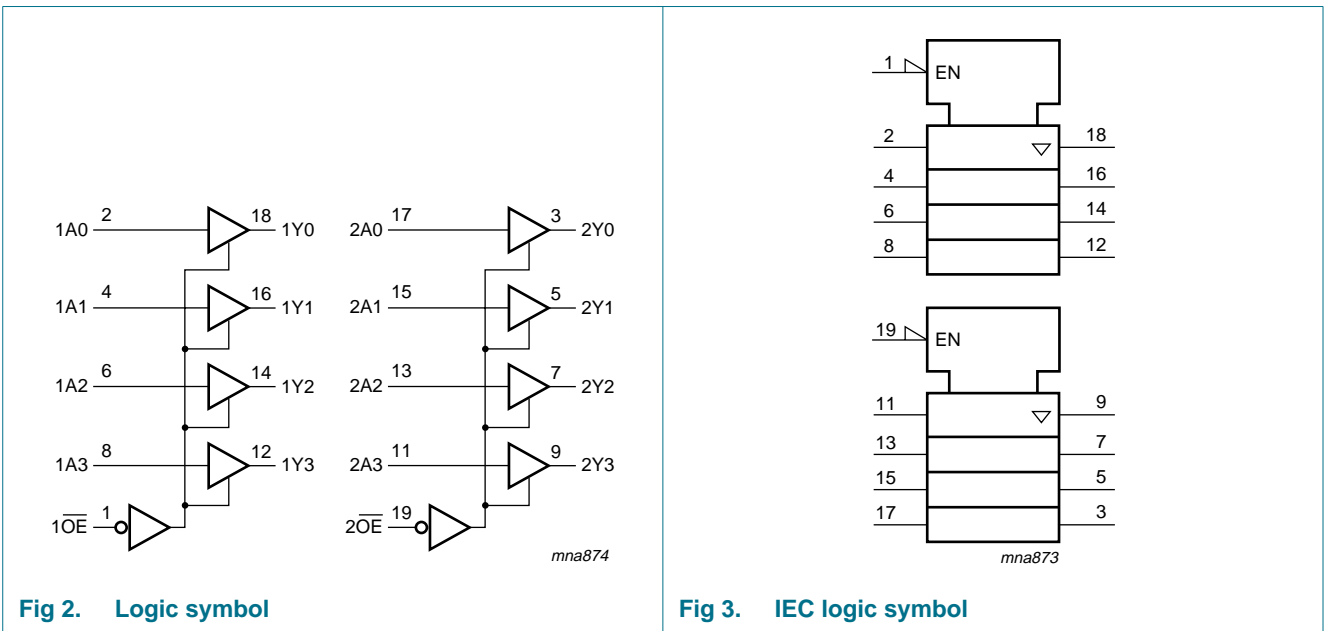 1A0 2 18 1Y0
1A1 4 16 1Y1
1A2 6 14 1Y2
1A3 8 12 1Y3
1OE 1
2A0 17 3 2Y0
2A1 15 5 2Y1
2A2 13 7 2Y2
2A3 11 9 2Y3
2OE 19
mna874
Fig 2. Logic symbol
1 EN
2 18
4 16
6 14
8 12
19 EN
11 9
13 7
15 5
17 3
mna873
Fig 3. IEC logic symbol